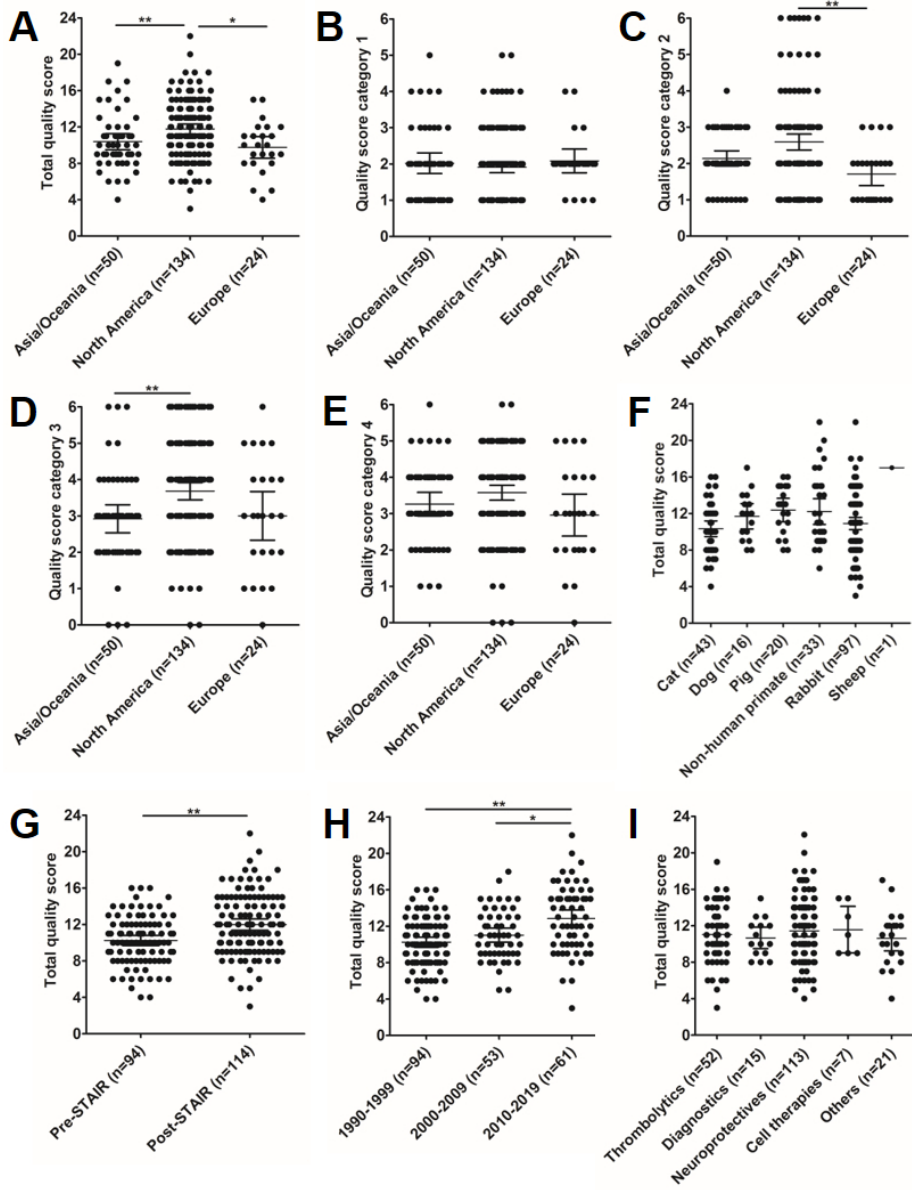 A
Total quality score
24
20
16
12
8
4
0
**
*
Asia/Oceania (n=50)
North America (n=134)
Europe (n=24)
B
Quality score category 1
6
5
4
3
2
1
0
Asia/Oceania (n=50)
North America (n=134)
Europe (n=24)
C
Quality score category 2
6
5
4
3
2
1
0
**
Asia/Oceania (n=50)
North America (n=134)
Europe (n=24)
D
Quality score category 3
6
5
4
3
2
1
0
**
Asia/Oceania (n=50)
North America (n=134)
Europe (n=24)
E
Quality score category 4
6
5
4
3
2
1
0
Asia/Oceania (n=50)
North America (n=134)
Europe (n=24)
F
Total quality score
24
20
16
12
8
4
0
Cat (n=43)
Dog (n=16)
Pig (n=20)
Non-human primate (n=33)
Rabbit (n=97)
Sheep (n=1)
G
Total quality score
24
20
16
12
8
4
0
**
Pre-STAIR (n=94)
Post-STAIR (n=114)
H
Total quality score
24
20
16
12
8
4
0
**
*
1990-1999 (n=94)
2000-2009 (n=53)
2010-2019 (n=61)
I
Total quality score
24
20
16
12
8
4
0
Thrombolytics (n=52)
Diagnostics (n=15)
Neuroprotectives (n=113)
Cell therapies (n=7)
Others (n=21)